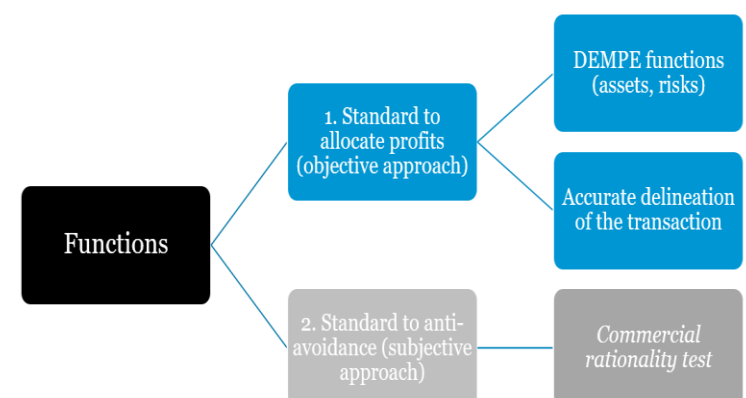 Functions
1. Standard to
allocate profits
(objective approach)
DEMPE functions
(assets, risks)
Accurate delineation
of the transaction
2. Standard to anti-
avoidance (subjective
approach)
Commercial
rationality test